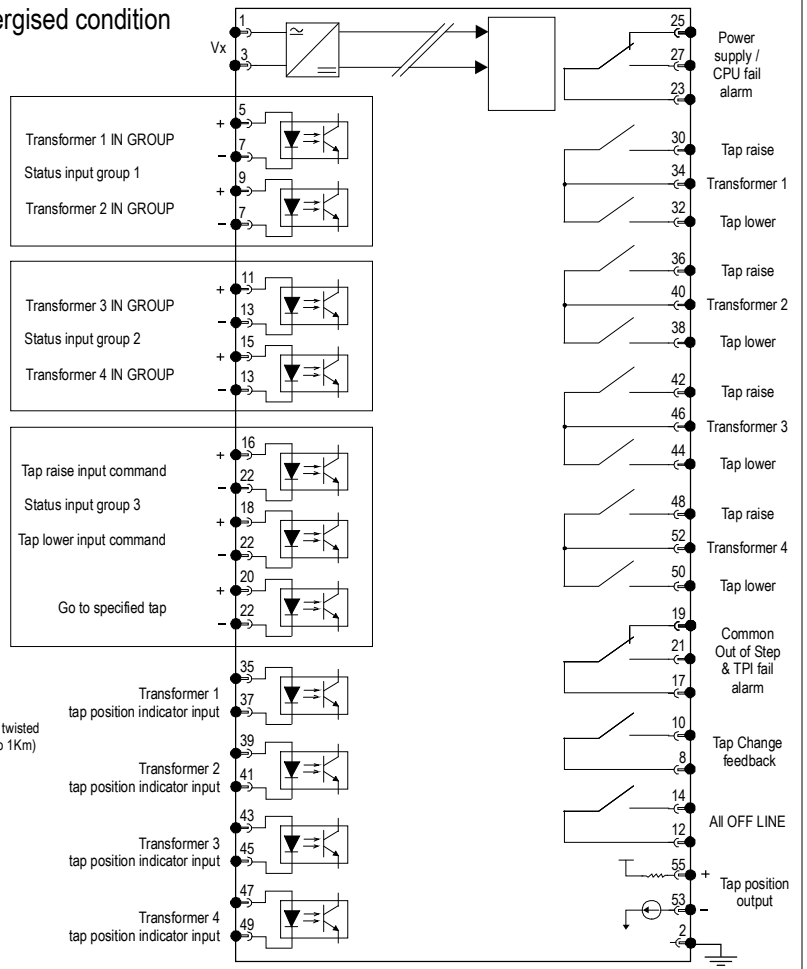 ergised condition
Vx
1
3
+ 5
Transformer 1 IN GROUP
– 7
Status input group 1
+ 9
Transformer 2 IN GROUP
– 7
+ 11
Transformer 3 IN GROUP
– 13
Status input group 2
+ 15
Transformer 4 IN GROUP
– 13
+ 16
Tap raise input command
– 22
Status input group 3
+ 18
Tap lower input command
– 22
+ 20
Go to specified tap
– 22
35
Transformer 1
tap position indicator input
37
twisted
1Km)
39
Transformer 2
tap position indicator input
41
43
Transformer 3
tap position indicator input
45
47
Transformer 4
tap position indicator input
49
25
27
23
Power
supply /
CPU fail
alarm
30 Tap raise
34 Transformer 1
32 Tap lower
36 Tap raise
40 Transformer 2
38 Tap lower
42 Tap raise
46 Transformer 3
44 Tap lower
48 Tap raise
52 Transformer 4
50 Tap lower
19
21
17
Common
Out of Step
& TPI fail
alarm
10
8
Tap Change
feedback
14
12
All OFF LINE
55 +
53 –
Tap position
output
2